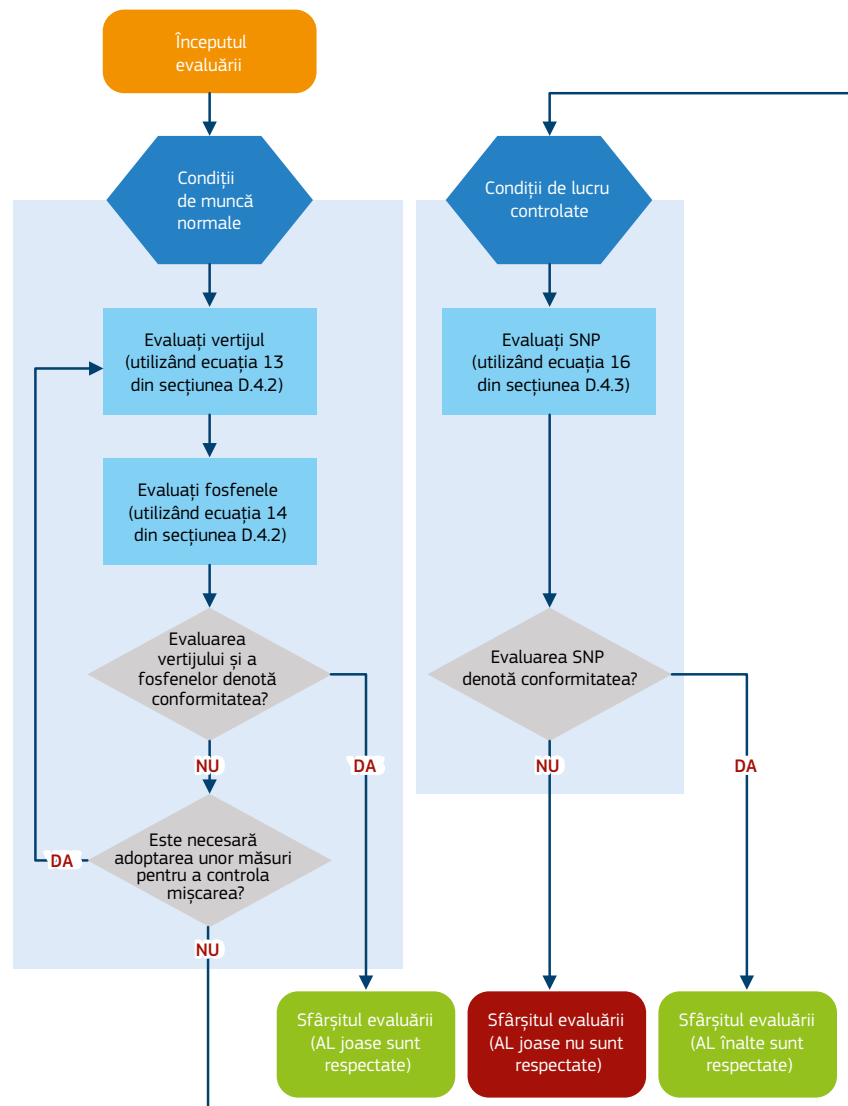 Începutul
evaluării
Condiții
de muncă
normale
Evaluați vertijul
(utilizând ecuația 13
din secțiunea D.4.2)
Evaluați fosfenele
(utilizând ecuația 14
din secțiunea D.4.2)
Evaluarea
vertijului și a
fosfenelor denotă
conformitatea?
NU
DA
Este necesară
adoptarea unor măsuri
pentru a controla
mișcarea?
DA
NU
Condiții de lucru
controlate
Evaluați SNP
(utilizând ecuația 16
din secțiunea D.4.3)
Evaluarea SNP
denotă conformitatea?
NU
DA
Sfârșitul evaluării
(AL joase sunt
respectate)
Sfârșitul evaluării
(AL joase nu sunt
respectate)
Sfârșitul evaluării
(AL înalte sunt
respectate)